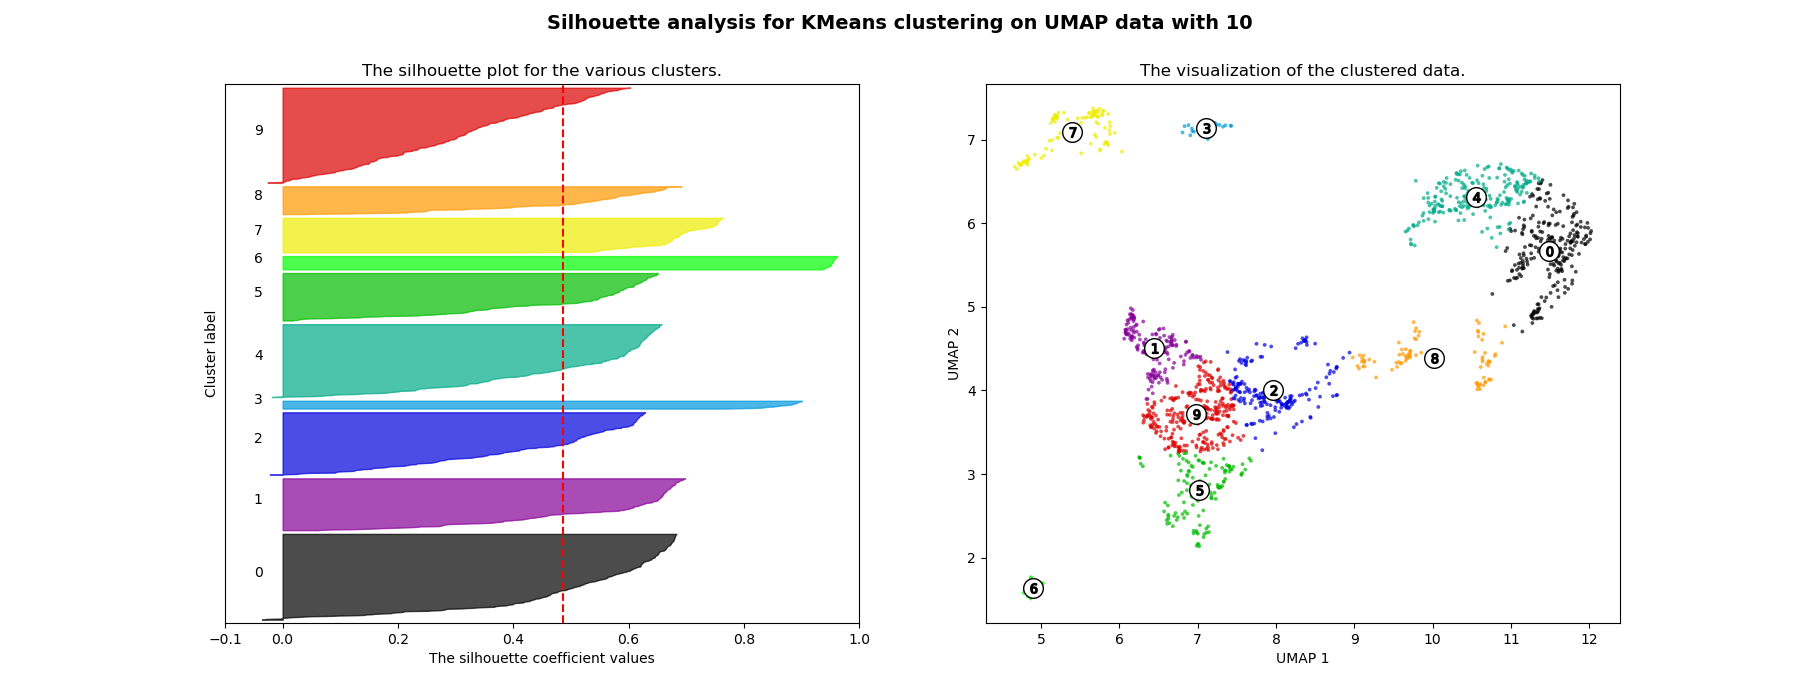 Silhouette analysis for KMeans clustering on UMAP data with 10
The silhouette plot for the various clusters.
Cluster label
9
8
7
6
5
4
3
2
1
0
−0.1 0.0 0.2 0.4 0.6 0.8 1.0
The silhouette coefficient values
The visualization of the clustered data.
UMAP 2
7
6
5
4
3
2
7
3
4
0
1
8
2
9
5
6
5 6 7 8 9 10 11 12
UMAP 1